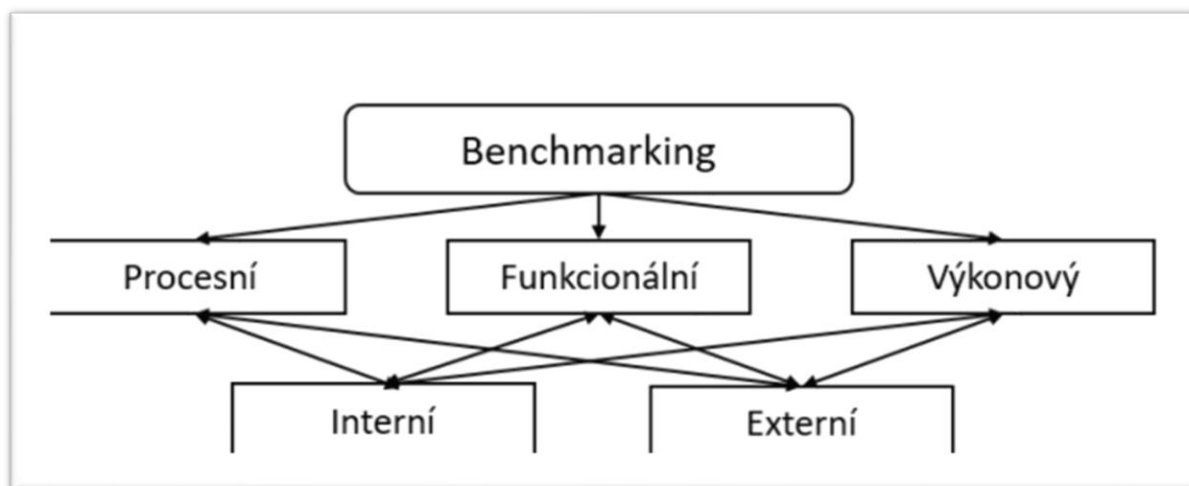 Benchmarking
Procesní
Funkcionální
Výkonový
Interní
Externí